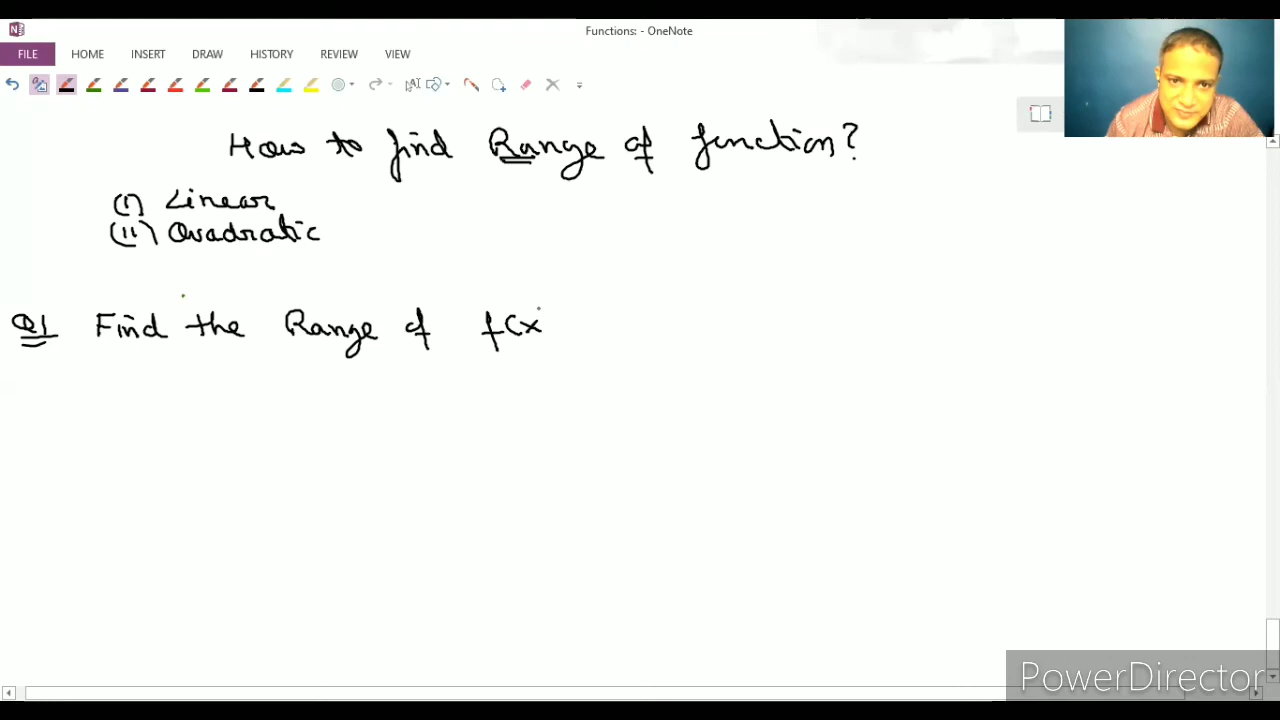 Functions: - OneNote
FILE HOME INSERT DRAW HISTORY REVIEW VIEW
How to find Range of function?
(i) Linear
(ii) Quadratic
Q1 Find the Range of f(x
PowerDirector